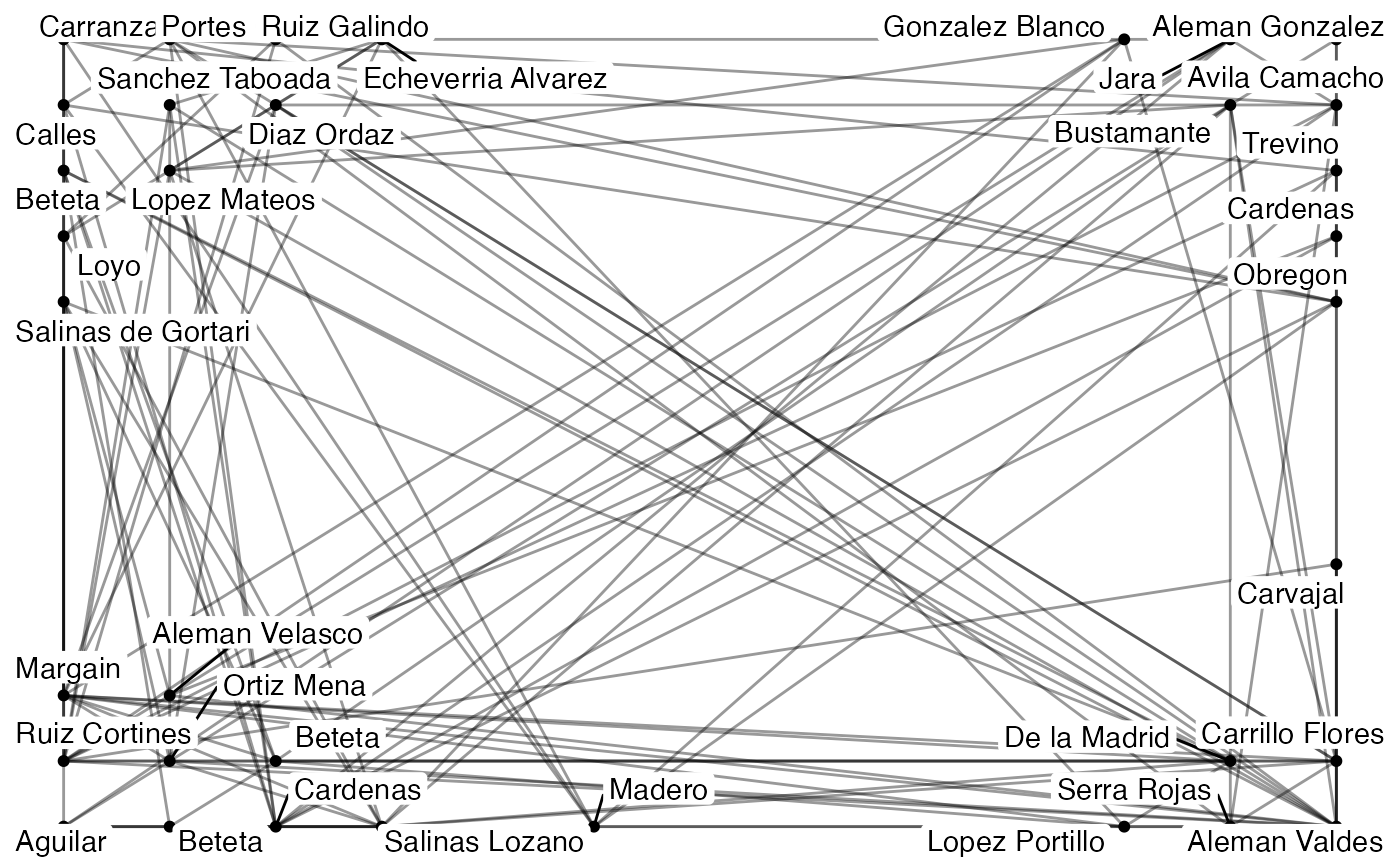 Carranza Portes Ruiz Galindo Gonzalez Blanco Aleman Gonzalez
Sanchez Taboada Echeverria Alvarez Jara Avila Camacho
Calles Diaz Ordaz Bustamante Trevino
Beteta Lopez Mateos Cardenas
Loyo Obregon
Salinas de Gortari
Carvajal
Aleman Velasco
Margain Ortiz Mena
Ruiz Cortines Beteta De la Madrid Carrillo Flores
Cardenas Madero Serra Rojas
Aguilar Beteta Salinas Lozano Lopez Portillo Aleman Valdes